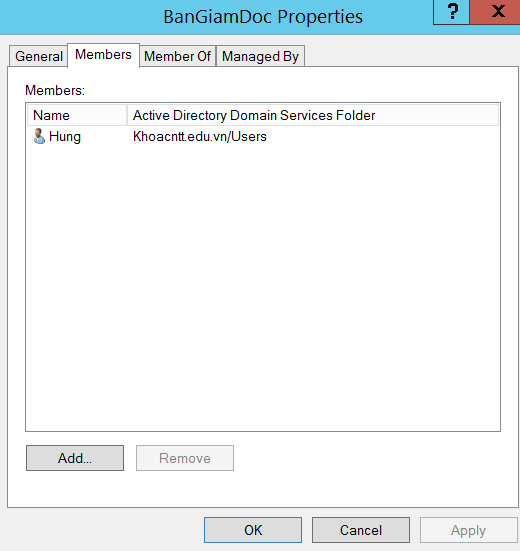 BanGiamDoc Properties
? X
General Members Member Of Managed By
Members:
Name Active Directory Domain Services Folder
Hung Khoacntt.edu.vn/Users
Add... Remove
OK Cancel Apply